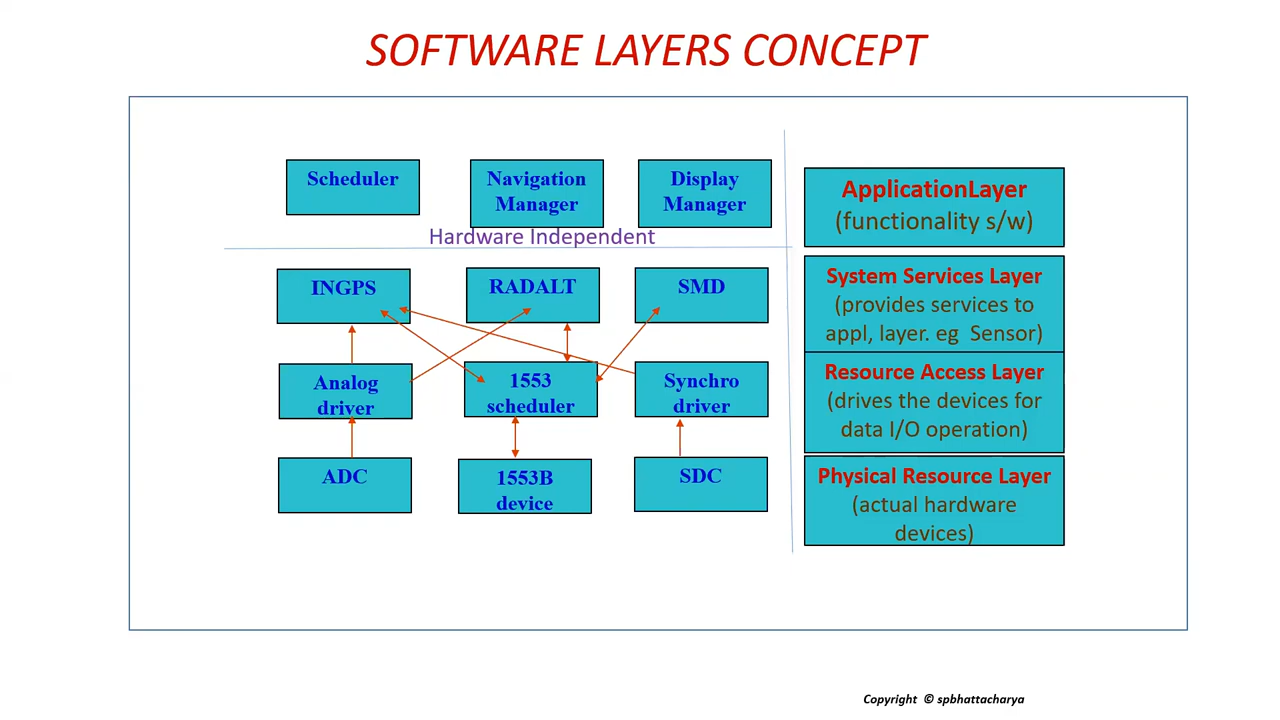 SOFTWARE LAYERS CONCEPT
Scheduler
Navigation
Manager
Display
Manager
Hardware Independent
INGPS
RADALT
SMD
Analog
driver
1553
scheduler
Synchro
driver
ADC
1553B
device
SDC
ApplicationLayer
(functionality s/w)
System Services Layer
(provides services to
appl, layer. eg  Sensor)
Resource Access Layer
(drives the devices for
data I/O operation)
Physical Resource Layer
(actual hardware
devices)
Copyright  © spbhattacharya